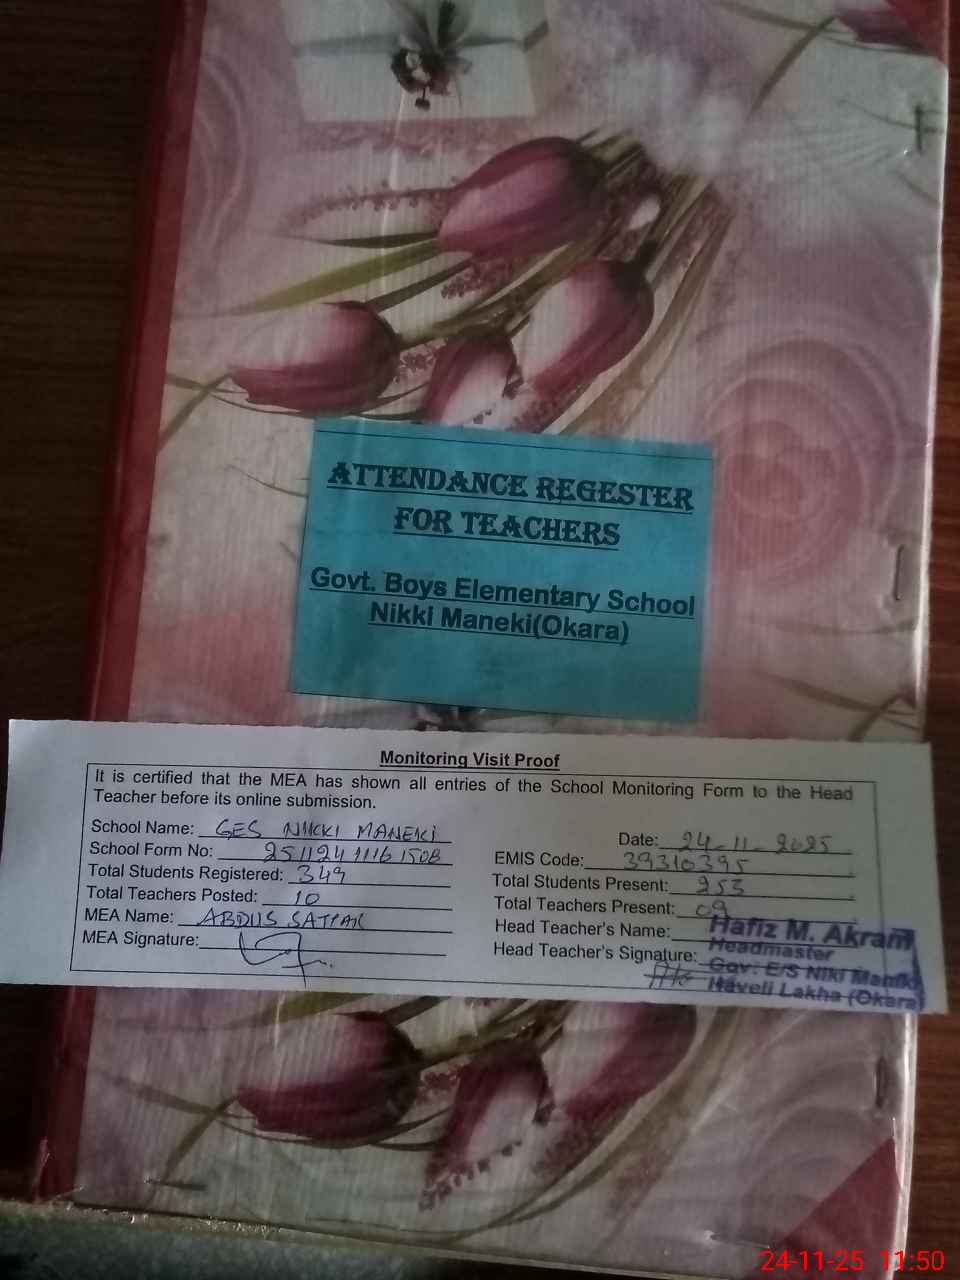 ATTENDANCE REGESTER
FOR TEACHERS
Govt. Boys Elementary School
Nikki Maneki(Okara)
Monitoring Visit Proof
It is certified that the MEA has shown all entries of the School Monitoring Form to the Head
Teacher before its online submission.
School Name: GES NIKKI MANEKI
Date: 24-11-2025
School Form No: 25112411161508
EMIS Code: 39310395
Total Students Registered: 349
Total Students Present: 253
Total Teachers Posted: 10
Total Teachers Present: 09
MEA Name: ABDUS SATTAR
Head Teacher's Name: Hafiz M. Akram
Headmaster
MEA Signature:
Head Teacher's Signature:
Gov: E/S Niki Maniki
Haveli Lakha (Okara)
24-11-25 11:50